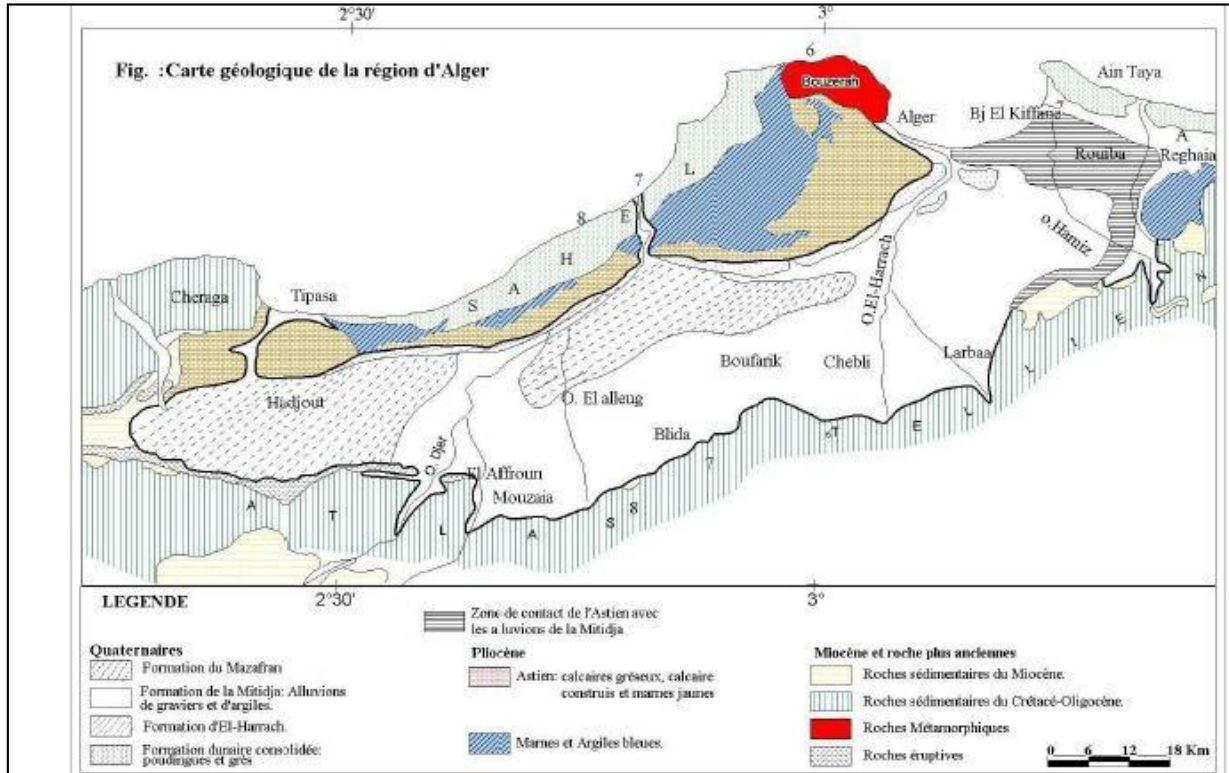 2°30'
3°
Fig. :Carte géologique de la région d'Alger
6
Bouzerah
Ain Taya
Alger
Bj El Kiffane
7
A
Rouiba
Reghaia
L
7
8
E
o.Hamiz
H
O.El-Harrach
Cheraga
Tipasa
S
A
Larbaa
Boufarik
Chebli
Hadjout
O. El alleug
Blida
O. Djer
El Affroun
Mouzaia
A T L A S
8
7
T E L L I E N
2°30'
3°
LEGENDE
Zone de contact de l'Astien avec
les a luvions de la Mitidja
Quaternaires
Formation du Mazafran
Formation de la Mitidja: Alluvions
de graviers et d'argiles.
Formation d'El-Harrach.
Formation dunaire consolidée:
poudingues et grès
Pliocène
Astien: calcaires gréseux, calcaire
construis et marnes jaunes
Marnes et Argiles bleues.
Miocène et roche plus anciennes
Roches sédimentaires du Miocène.
Roches sédimentaires du Crétacé-Oligocène.
Roches Métamorphiques
Roches éruptives
0 6 12 18 Km